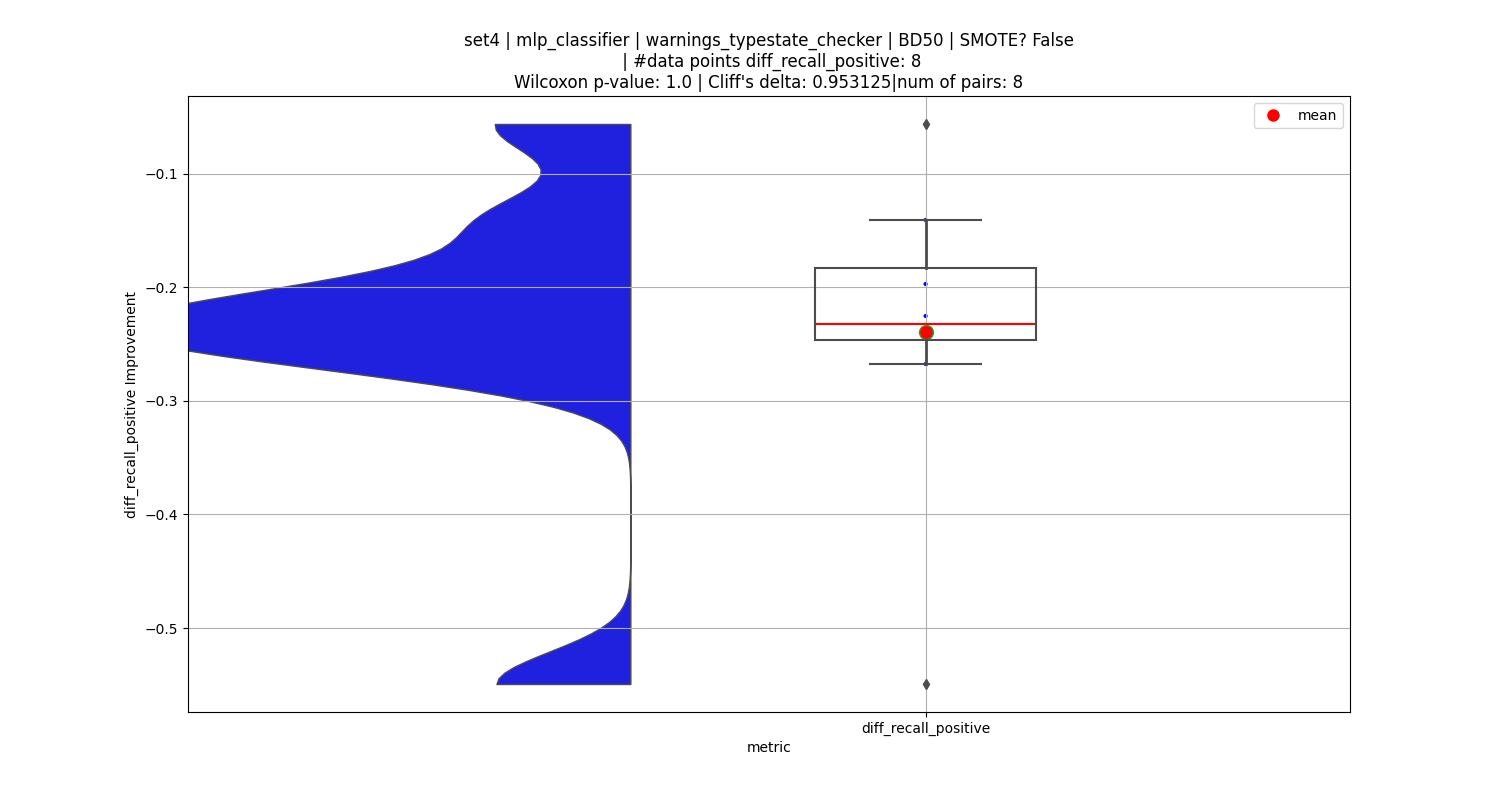 set4 | mlp_classifier | warnings_typestate_checker | BD50 | SMOTE? False
| #data points diff_recall_positive: 8
Wilcoxon p-value: 1.0 | Cliff's delta: 0.953125|num of pairs: 8
mean
−0.1
−0.2
−0.3
−0.4
−0.5
diff_recall_positive Improvement
diff_recall_positive
metric